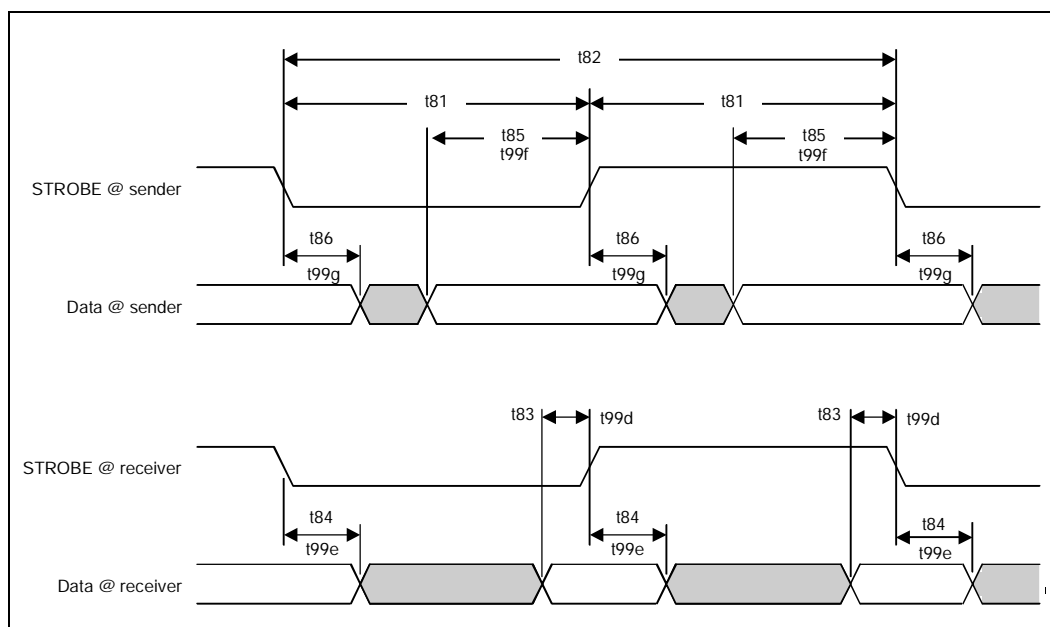 t82
t81 t81
t85 t85
t99f t99f
STROBE @ sender
t86 t86 t86
t99g t99g t99g
Data @ sender
t83 t99d t83 t99d
STROBE @ receiver
t84 t84 t84
t99e t99e t99e
Data @ receiver